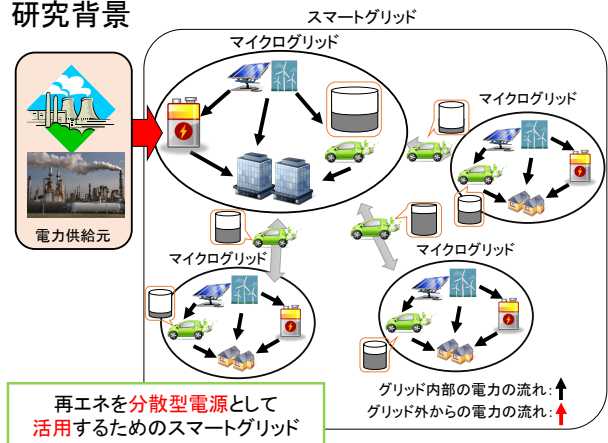 研究背景
スマートグリッド
マイクログリッド
マイクログリッド
電力供給元
マイクログリッド
マイクログリッド
再エネを分散型電源として
活用するためのスマートグリッド
グリッド内部の電力の流れ:
グリッド外からの電力の流れ: